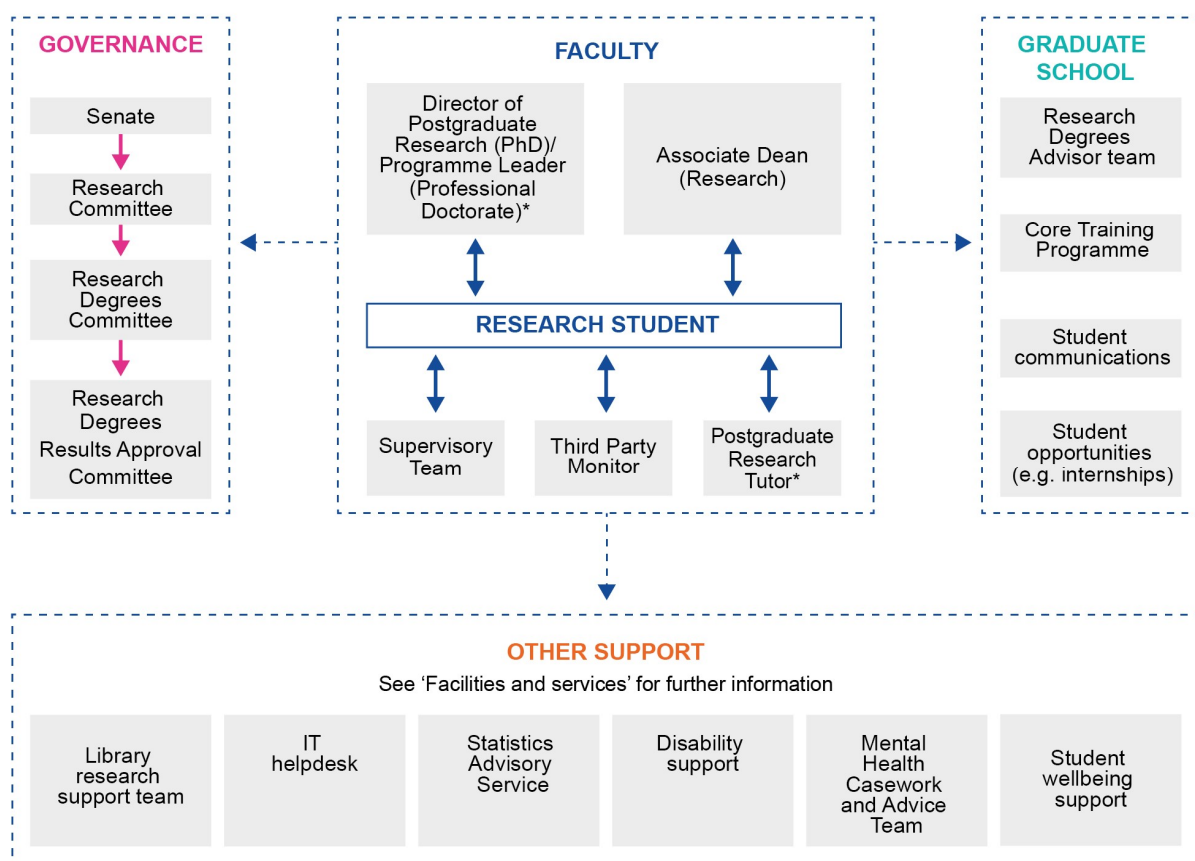 GOVERNANCE
Senate
Research
Committee
Research
Degrees
Committee
Research
Degrees
Results Approval
Committee
FACULTY
Director of
Postgraduate
Research (PhD)/
Programme Leader
(Professional
Doctorate)*
Associate Dean
(Research)
RESEARCH STUDENT
Supervisory
Team
Third Party
Monitor
Postgraduate
Research
Tutor*
GRADUATE
SCHOOL
Research
Degrees
Advisor team
Core Training
Programme
Student
communications
Student
opportunities
(e.g. internships)
OTHER SUPPORT
See ‘Facilities and services’ for further information
Library
research
support team
IT
helpdesk
Statistics
Advisory
Service
Disability
support
Mental
Health
Casework
and Advice
Team
Student
wellbeing
support